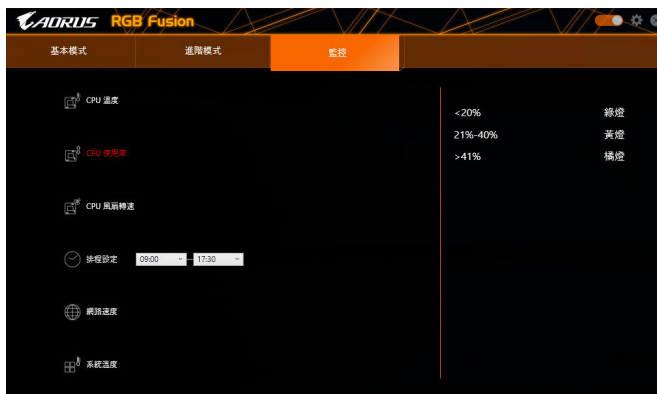 AORUS RGB Fusion
基本模式 進階模式 監控
CPU 溫度
CPU 使用率
CPU 風扇轉速
排程設定 09:00 – 17:30
網路速度
系統溫度
<20% 綠燈
21%-40% 黃燈
>41% 橘燈